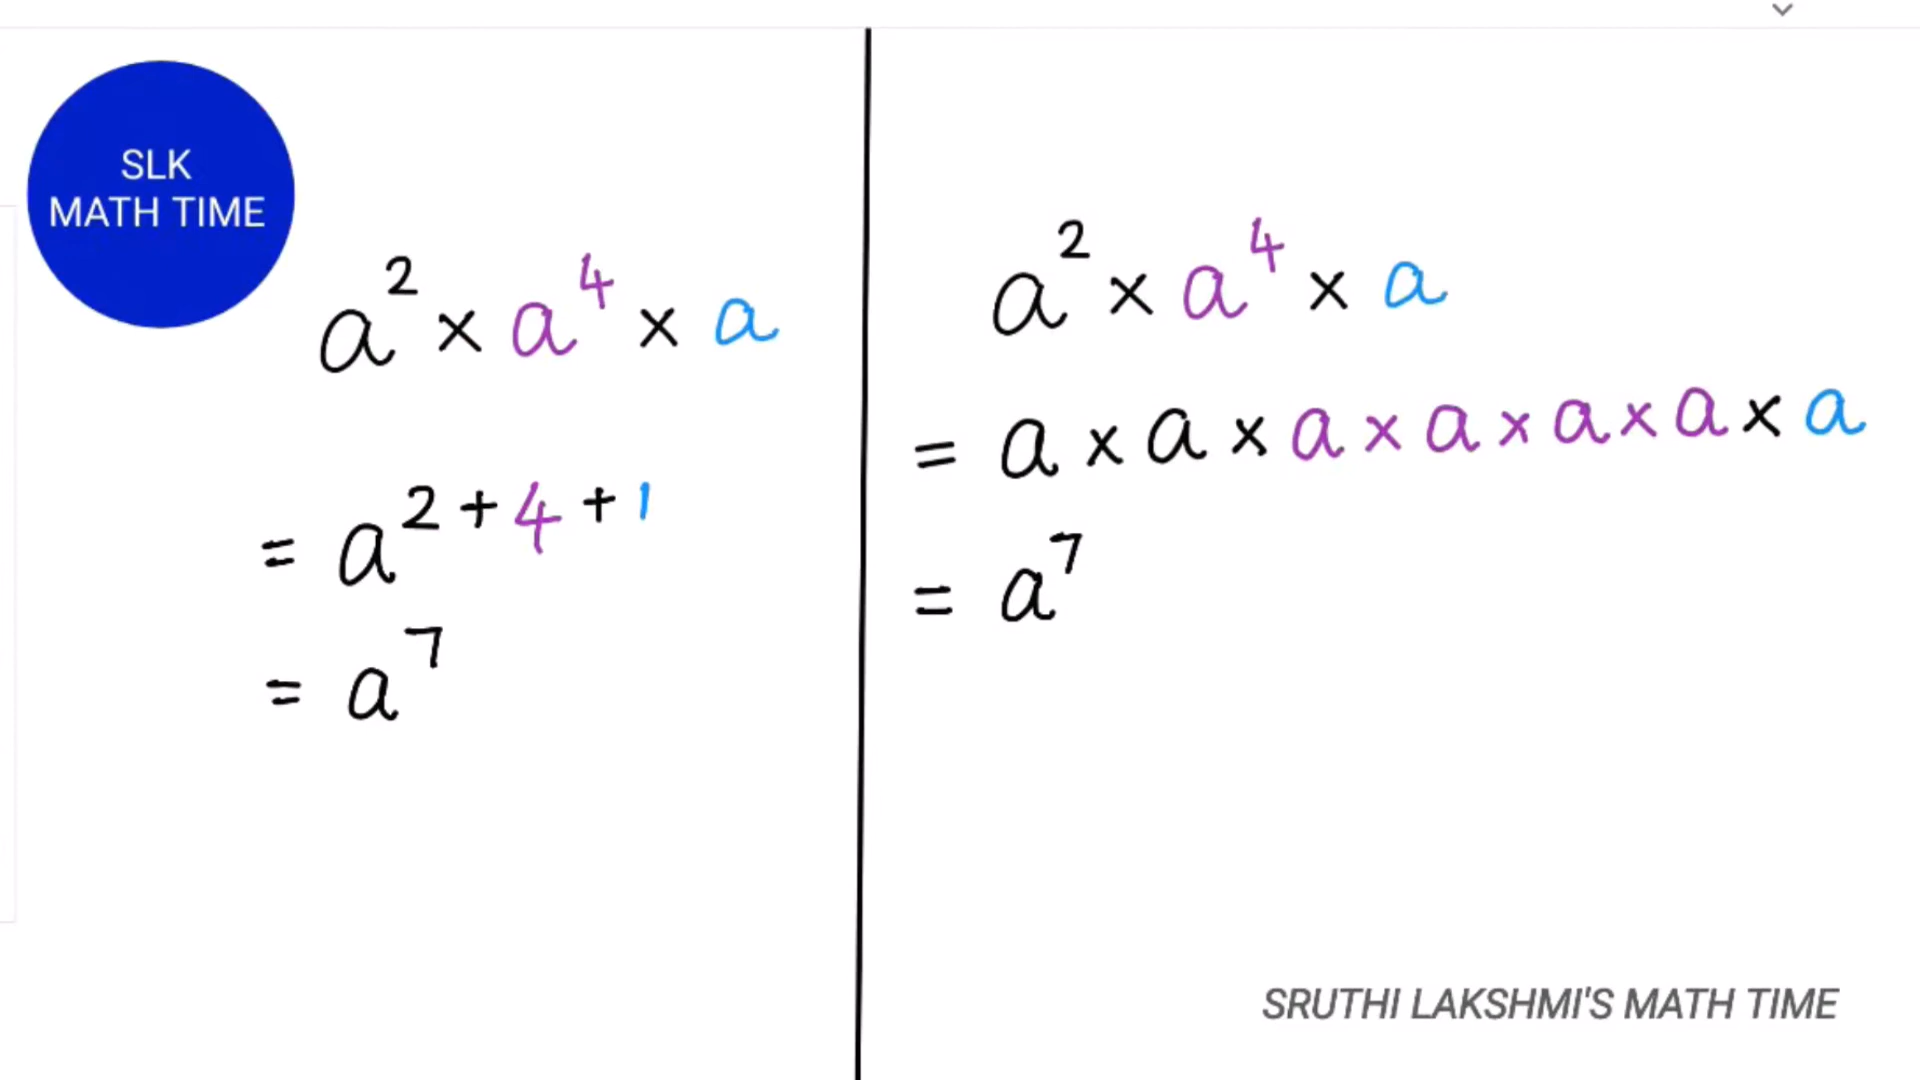 SLK
MATH TIME
a² × a⁴ × a
= a²⁺⁴⁺¹
= a⁷
a² × a⁴ × a
= a × a × a × a × a × a × a
= a⁷
SRUTHI LAKSHMI'S MATH TIME